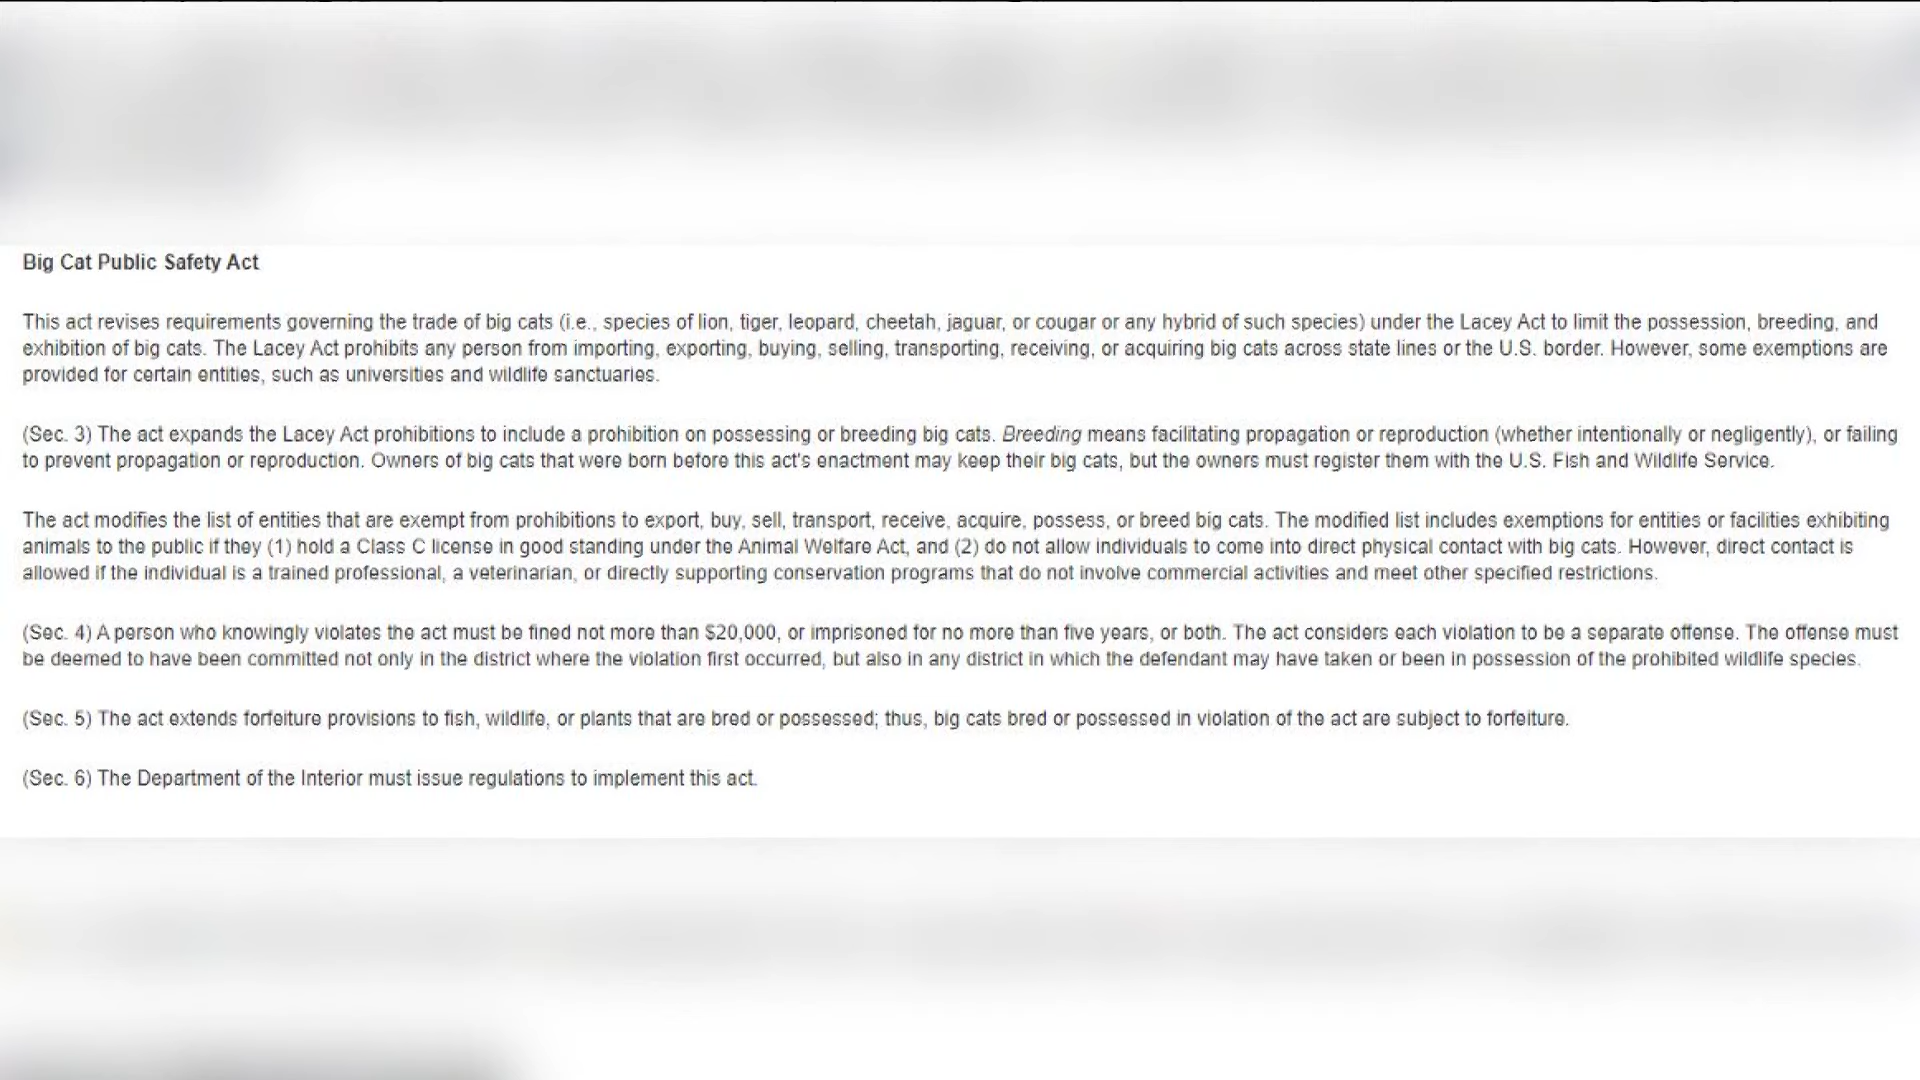 Big Cat Public Safety Act
This act revises requirements governing the trade of big cats (i.e., species of lion, tiger, leopard, cheetah, jaguar, or cougar or any hybrid of such species) under the Lacey Act to limit the possession, breeding, and
exhibition of big cats. The Lacey Act prohibits any person from importing, exporting, buying, selling, transporting, receiving, or acquiring big cats across state lines or the U.S. border. However, some exemptions are
provided for certain entities, such as universities and wildlife sanctuaries.
(Sec. 3) The act expands the Lacey Act prohibitions to include a prohibition on possessing or breeding big cats. Breeding means facilitating propagation or reproduction (whether intentionally or negligently), or failing
to prevent propagation or reproduction. Owners of big cats that were born before this act's enactment may keep their big cats, but the owners must register them with the U.S. Fish and Wildlife Service.
The act modifies the list of entities that are exempt from prohibitions to export, buy, sell, transport, receive, acquire, possess, or breed big cats. The modified list includes exemptions for entities or facilities exhibiting
animals to the public if they (1) hold a Class C license in good standing under the Animal Welfare Act, and (2) do not allow individuals to come into direct physical contact with big cats. However, direct contact is
allowed if the individual is a trained professional, a veterinarian, or directly supporting conservation programs that do not involve commercial activities and meet other specified restrictions.
(Sec. 4) A person who knowingly violates the act must be fined not more than $20,000, or imprisoned for no more than five years, or both. The act considers each violation to be a separate offense. The offense must
be deemed to have been committed not only in the district where the violation first occurred, but also in any district in which the defendant may have taken or been in possession of the prohibited wildlife species.
(Sec. 5) The act extends forfeiture provisions to fish, wildlife, or plants that are bred or possessed; thus, big cats bred or possessed in violation of the act are subject to forfeiture.
(Sec. 6) The Department of the Interior must issue regulations to implement this act.